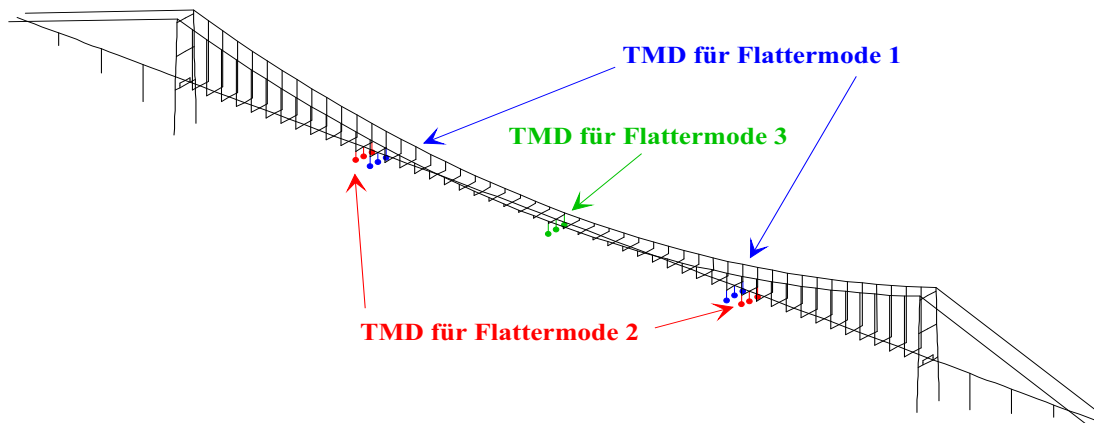 TMD für Flattermode 1
TMD für Flattermode 3
TMD für Flattermode 2